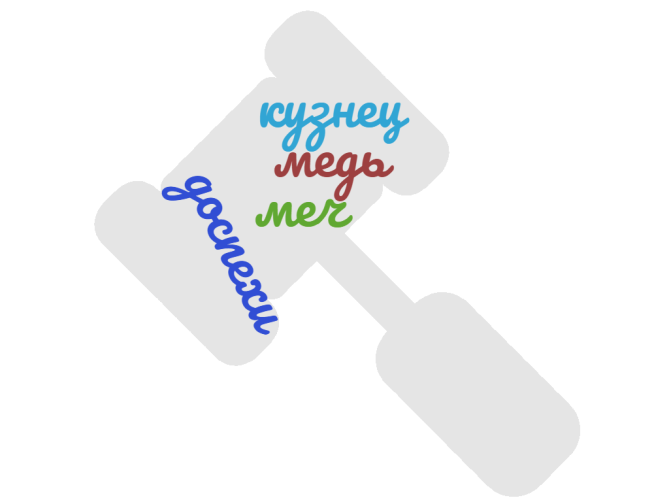 кузнец
медь
меч
доспехи